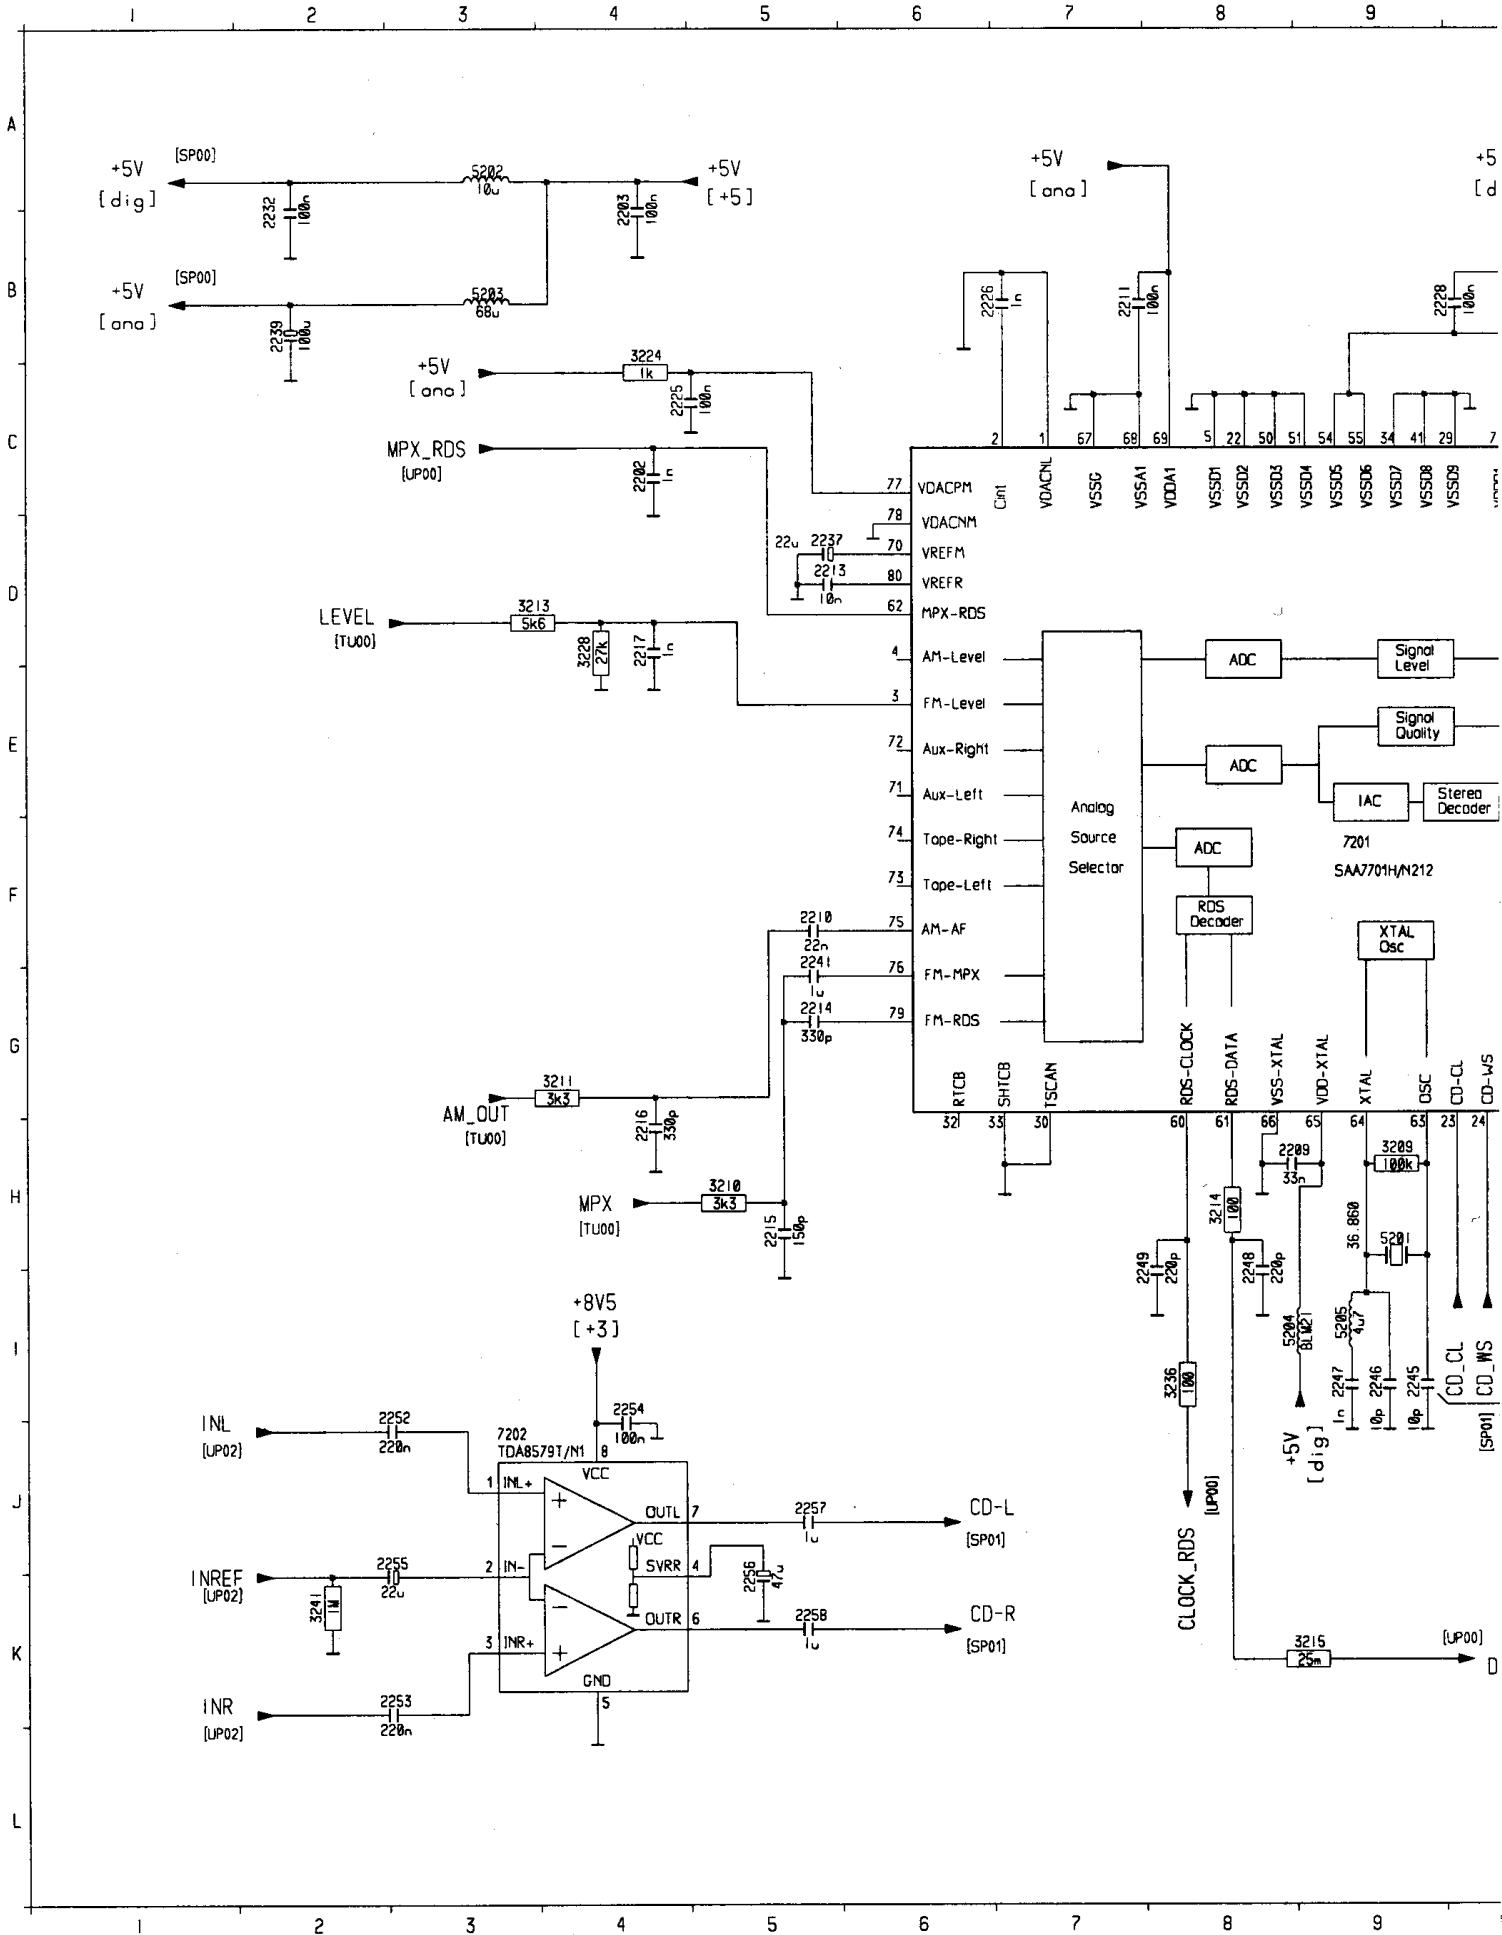 1 2 3 4 5 6 7 8 9
A
B
C
D
E
F
G
H
I
J
K
L
+5V
[dig]
[SP00]
5202
10u
2232
100n
2203
100n
+5V
[+5]
+5V
[ana]
[SP00]
5203
68u
2239
100u
+5V
[ana]
3224
1k
2225
100n
MPX_RDS
[UP00]
2202
1n
LEVEL
[TU00]
3213
5k6
3228
27k
2217
1n
22u 2237
2213
10n
+5V
[ana]
+5
[d
2226
1n
2211
100n
2228
100n
2 1 67 68 69 5 22 50 51 54 55 34 41 29 7
Cint
VDACNL
VSSG
VSSA1
VDDA1
VSSD1
VSSD2
VSSD3
VSSD4
VSSD5
VSSD6
VSSD7
VSSD8
VSSD9
77 VDACPM
78 VDACNM
70 VREFM
80 VREFR
62 MPX-RDS
4 AM-Level
3 FM-Level
72 Aux-Right
71 Aux-Left
74 Tape-Right
73 Tape-Left
75 AM-AF
76 FM-MPX
79 FM-RDS
Analog
Source
Selector
ADC
Signal
Level
ADC
Signal
Quality
IAC
Stereo
Decoder
ADC
RDS
Decoder
7201
SAA7701H/N212
XTAL
Osc
2210
22n
2241
1u
2214
330p
AM_OUT
[TU00]
3211
3k3
2216
330p
MPX
[TU00]
3210
3k3
2215
150p
RTCB
SHTCB
TSCAN
RDS-CLOCK
RDS-DATA
VSS-XTAL
VDD-XTAL
XTAL
OSC
CD-CL
CD-WS
32 33 30 60 61 66 65 64 63 23 24
2209
33n
3209
100k
3214
100
36.860
5201
2249
220p
2248
220p
5204
BLM21
5205
4u7
2247
1n
2246
10p
2245
10p
CD_CL
CD_WS
[SP01]
3236
100
+5V
[dig]
CLOCK_RDS
[UP00]
3215
25m
[UP00]
D
+8V5
[+3]
2254
100n
7202
TDA8579T/N1 8
VCC
INL
[UP02]
2252
220n
1 INL+
OUTL 7
2257
1u
CD-L
[SP01]
VCC
SVRR 4
2256
47u
INREF
[UP02]
2255
22u
2 IN-
3241
1M
OUTR 6
2258
1u
CD-R
[SP01]
3 INR+
GND
5
INR
[UP02]
2253
220n
1 2 3 4 5 6 7 8 9